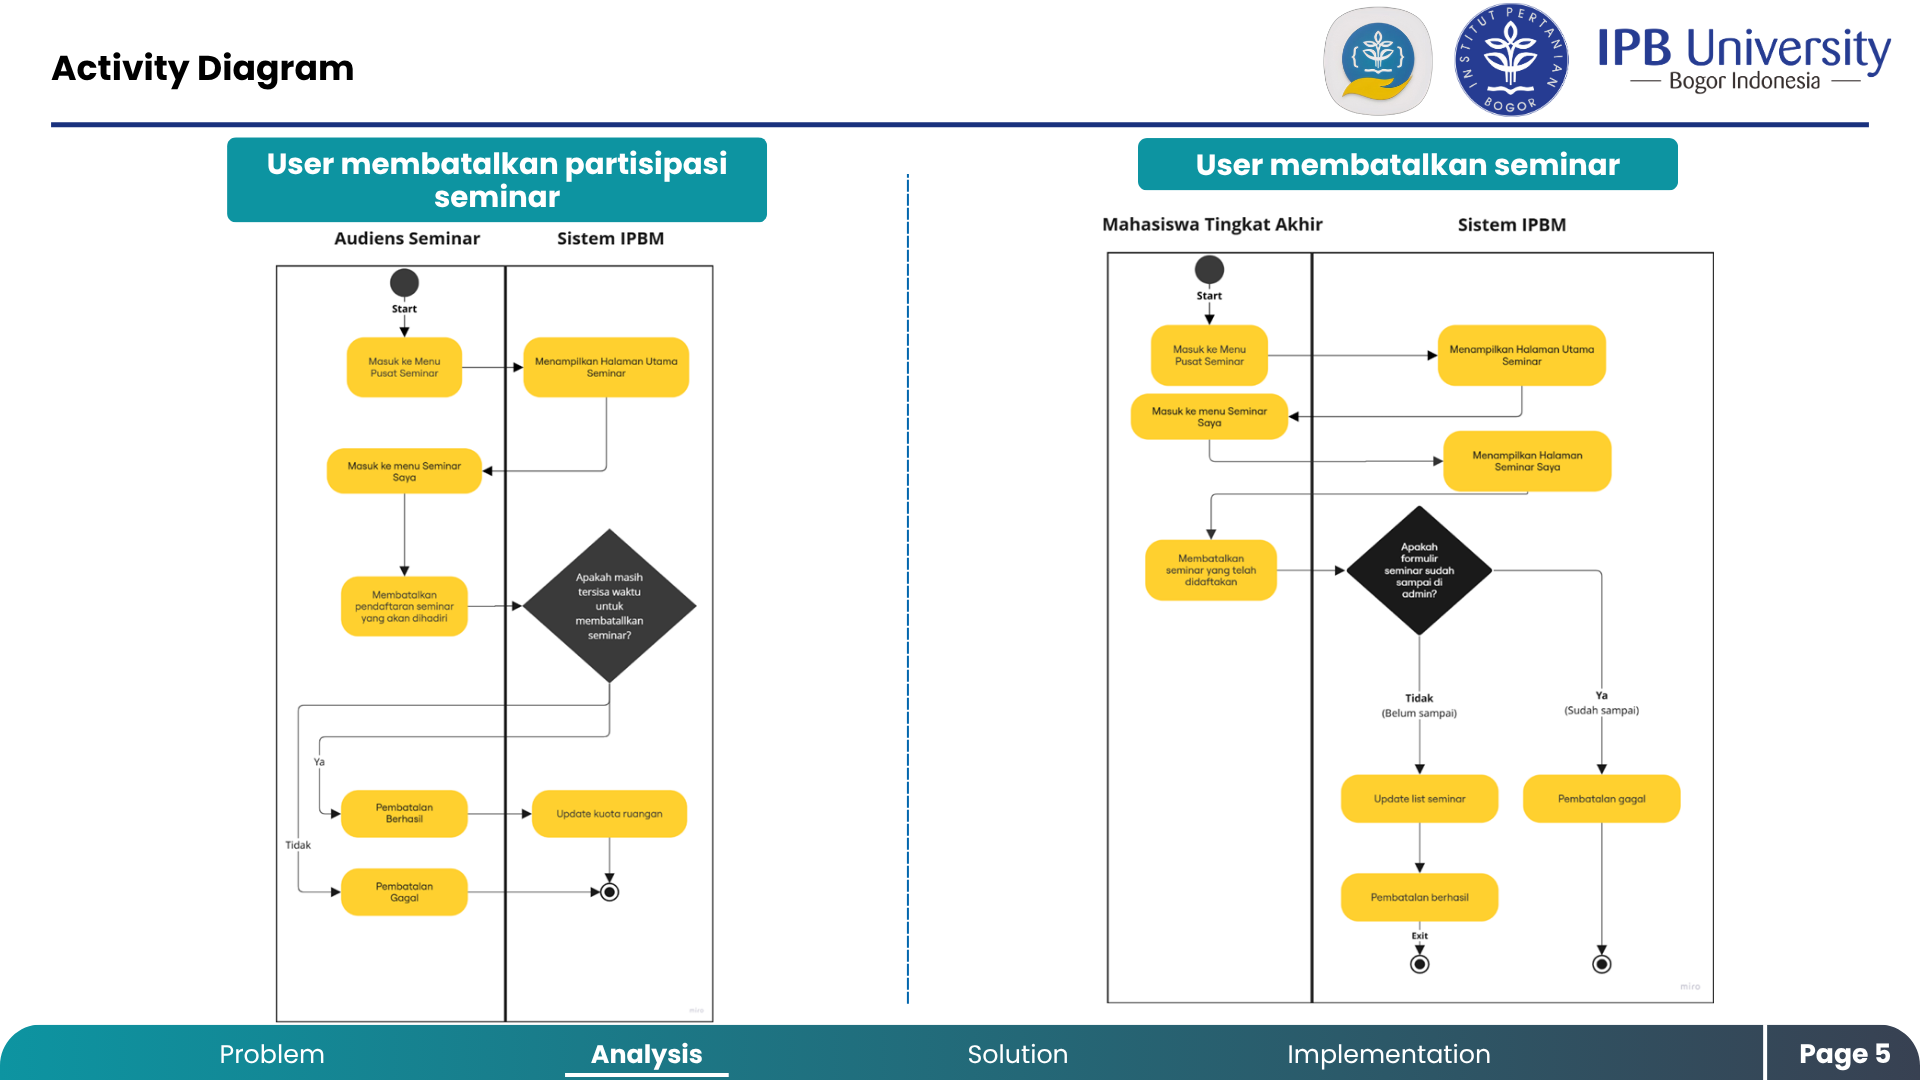 Activity Diagram
INSTITUT PERTANIAN
BOGOR
IPB University
Bogor Indonesia
User membatalkan partisipasi
seminar
Audiens Seminar
Sistem IPBM
Start
Masuk ke Menu
Pusat Seminar
Menampilkan Halaman Utama
Seminar
Masuk ke menu Seminar
Saya
Membatalkan
pendaftaran seminar
yang akan dihadiri
Apakah masih
tersisa waktu
untuk
membatallkan
seminar?
Ya
Pembatalan
Berhasil
Update kuota ruangan
Tidak
Pembatalan
Gagal
miro
User membatalkan seminar
Mahasiswa Tingkat Akhir
Sistem IPBM
Start
Masuk ke Menu
Pusat Seminar
Menampilkan Halaman Utama
Seminar
Masuk ke menu Seminar
Saya
Menampilkan Halaman
Seminar Saya
Membatalkan
seminar yang telah
didaftakan
Apakah
formulir
seminar sudah
sampai di
admin?
Tidak
(Belum sampai)
Ya
(Sudah sampai)
Update list seminar
Pembatalan gagal
Pembatalan berhasil
Exit
miro
Problem
Analysis
Solution
Implementation
Page 5